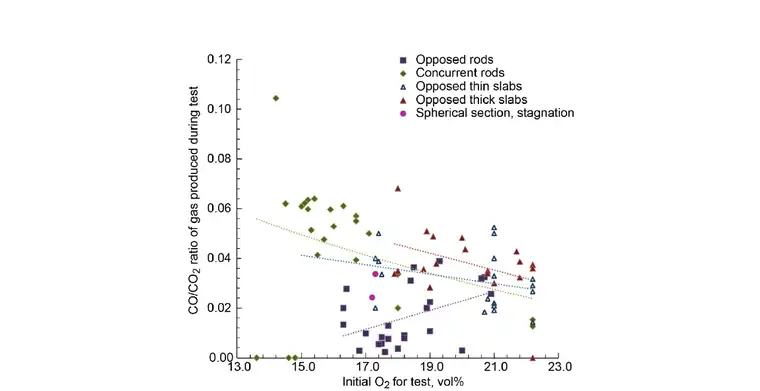 0.12
0.10
0.08
0.06
0.04
0.02
0.00
CO/CO2 ratio of gas produced during test
Opposed rods
Concurrent rods
Opposed thin slabs
Opposed thick slabs
Spherical section, stagnation
13.0 15.0 17.0 19.0 21.0 23.0
Initial O2 for test, vol%